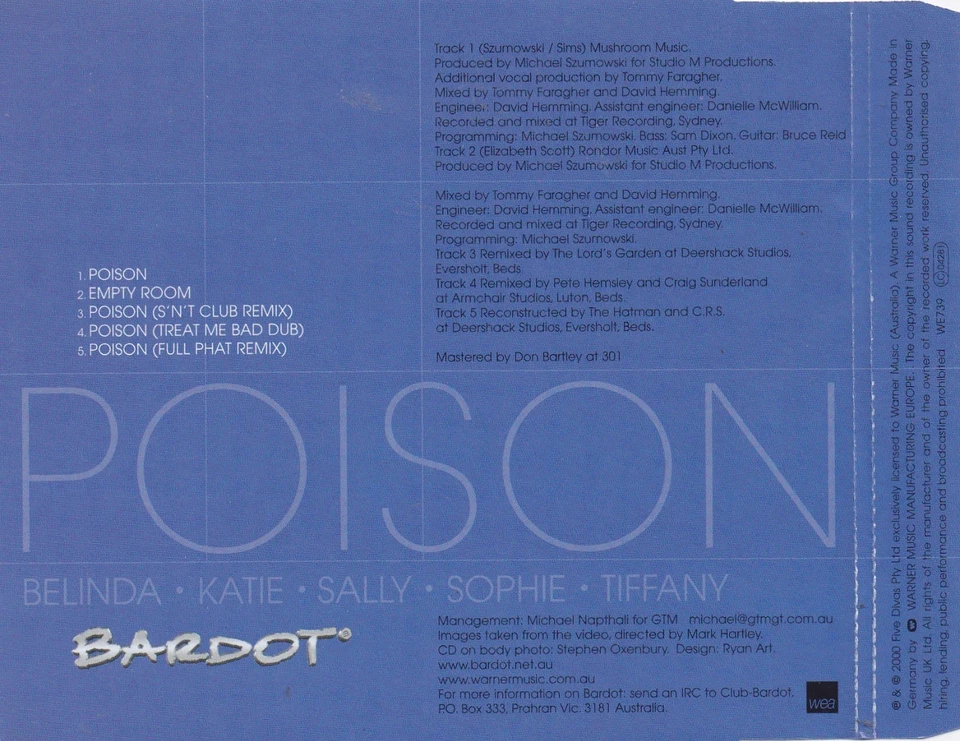 Track 1 (Szumowski / Sims) Mushroom Music.
Produced by Michael Szumowski for Studio M Productions.
Additional vocal production by Tommy Faragher.
Mixed by Tommy Faragher and David Hemming.
Engineer: David Hemming. Assistant engineer: Danielle McWilliam.
Recorded and mixed at Tiger Recording, Sydney.
Programming: Michael Szumowski. Bass: Sam Dixon. Guitar: Bruce Reid
Track 2 (Elizabeth Scott) Rondor Music Aust Pty Ltd.
Produced by Michael Szumowski for Studio M Productions.
Mixed by Tommy Faragher and David Hemming.
Engineer: David Hemming. Assistant engineer: Danielle McWilliam.
Recorded and mixed at Tiger Recording, Sydney.
Programming: Michael Szumowski.
Track 3 Remixed by The Lord's Garden at Deershack Studios,
Eversholt, Beds.
Track 4 Remixed by Pete Hemsley and Craig Sunderland
at Armchair Studios, Luton, Beds.
Track 5 Reconstructed by The Hatman and C.R.S.
at Deershack Studios, Eversholt, Beds.
Mastered by Don Bartley at 301
1. POISON
2. EMPTY ROOM
3. POISON (S'N'T CLUB REMIX)
4. POISON (TREAT ME BAD DUB)
5. POISON (FULL PHAT REMIX)
POISON
BELINDA • KATIE • SALLY • SOPHIE • TIFFANY
BARDOT
Management: Michael Napthali for GTM michael@gtmgt.com.au
Images taken from the video, directed by Mark Hartley.
CD on body photo: Stephen Oxenbury. Design: Ryan Art.
www.bardot.net.au
www.warnermusic.com.au
For more information on Bardot: send an IRC to Club-Bardot,
P.O. Box 333, Prahran Vic. 3181 Australia.
wea
℗ & © 2000 Five Divas Pty Ltd exclusively licensed to Warner Music (Australia). A Warner Music Group Company Made in
Germany by WARNER MUSIC MANUFACTURING EUROPE. The copyright in this sound recording is owned by Warner
Music UK Ltd. All rights of the manufacturer and of the owner of the recorded work reserved. Unauthorised copying,
hiring, lending, public performance and broadcasting prohibited WE739 LC 04281